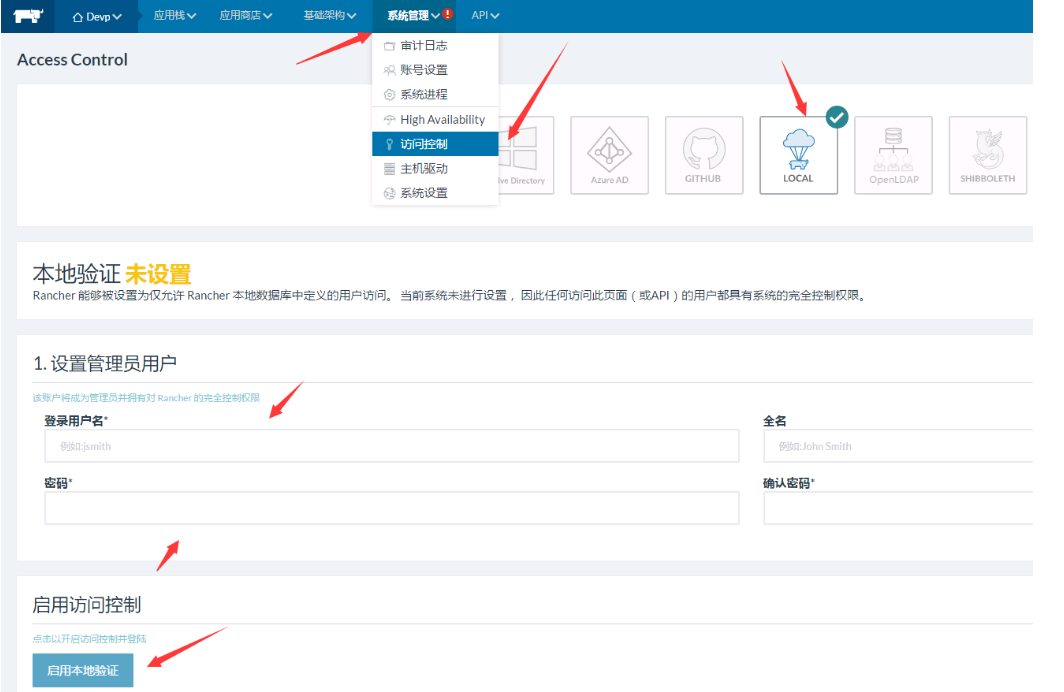 Devp 应用栈 应用商店 基础架构 系统管理 API
Access Control
审计日志
账号设置
系统进程
High Availability
访问控制
主机驱动
系统设置
ive Directory
Azure AD
GITHUB
LOCAL
OpenLDAP
SHIBBOLETH
本地验证 未设置
Rancher 能够被设置为仅允许 Rancher 本地数据库中定义的用户访问。 当前系统未进行设置 ， 因此任何访问此页面（ 或API ）的用户都具有系统的完全控制权限。
1. 设置管理员用户
该账户将成为管理员并拥有对 Rancher 的完全控制权限
登录用户名* 全名
例如:jsmith 例如:John Smith
密码* 确认密码*
启用访问控制
点击以开启访问控制并登陆
启用本地验证